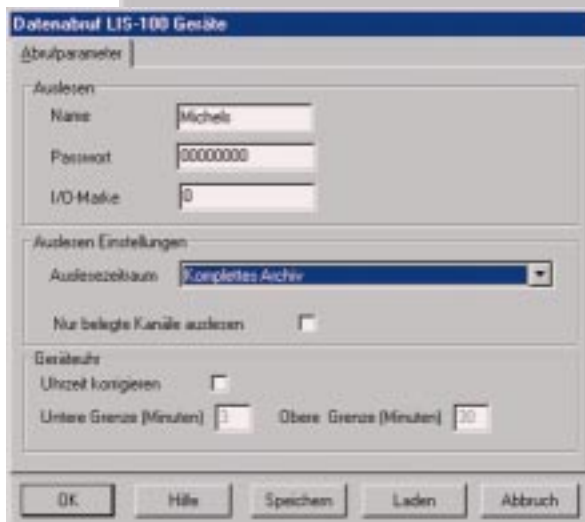 Datenabruf LIS-100 Geräte
Abrufparameter
Auslesen
Name Michels
Passwort 00000000
I/O-Marke 0
Auslesen Einstellungen
Auslesezeitraum Komplettes Archiv
Nur belegte Kanäle auslesen
Geräteuhr
Uhrzeit korrigieren
Untere Grenze (Minuten) 3 Obere Grenze (Minuten) 30
OK Hilfe Speichern Laden Abbruch